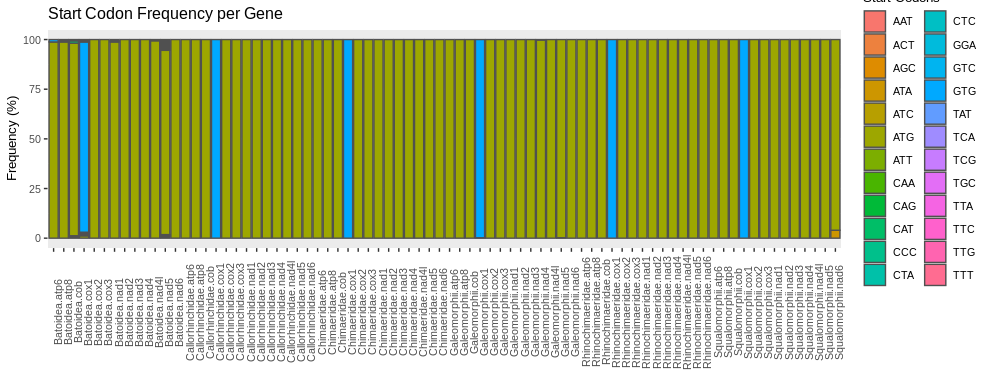 Start Codon Frequency per Gene
Start Codons
Frequency (%)
100
75
50
25
0
Batoidea.atp6
Batoidea.atp8
Batoidea.cob
Batoidea.cox1
Batoidea.cox2
Batoidea.cox3
Batoidea.nad1
Batoidea.nad2
Batoidea.nad3
Batoidea.nad4
Batoidea.nad4l
Batoidea.nad5
Batoidea.nad6
Callorhinchidae.atp6
Callorhinchidae.atp8
Callorhinchidae.cob
Callorhinchidae.cox1
Callorhinchidae.cox2
Callorhinchidae.cox3
Callorhinchidae.nad1
Callorhinchidae.nad2
Callorhinchidae.nad3
Callorhinchidae.nad4
Callorhinchidae.nad4l
Callorhinchidae.nad5
Callorhinchidae.nad6
Chimaeridae.atp6
Chimaeridae.atp8
Chimaeridae.cob
Chimaeridae.cox1
Chimaeridae.cox2
Chimaeridae.cox3
Chimaeridae.nad1
Chimaeridae.nad2
Chimaeridae.nad3
Chimaeridae.nad4
Chimaeridae.nad4l
Chimaeridae.nad5
Chimaeridae.nad6
Galeomorphii.atp6
Galeomorphii.atp8
Galeomorphii.cob
Galeomorphii.cox1
Galeomorphii.cox2
Galeomorphii.cox3
Galeomorphii.nad1
Galeomorphii.nad2
Galeomorphii.nad3
Galeomorphii.nad4
Galeomorphii.nad4l
Galeomorphii.nad5
Galeomorphii.nad6
Rhinochimaeridae.atp6
Rhinochimaeridae.atp8
Rhinochimaeridae.cob
Rhinochimaeridae.cox1
Rhinochimaeridae.cox2
Rhinochimaeridae.cox3
Rhinochimaeridae.nad1
Rhinochimaeridae.nad2
Rhinochimaeridae.nad3
Rhinochimaeridae.nad4
Rhinochimaeridae.nad4l
Rhinochimaeridae.nad5
Rhinochimaeridae.nad6
Squalomorphii.atp6
Squalomorphii.atp8
Squalomorphii.cob
Squalomorphii.cox1
Squalomorphii.cox2
Squalomorphii.cox3
Squalomorphii.nad1
Squalomorphii.nad2
Squalomorphii.nad3
Squalomorphii.nad4
Squalomorphii.nad4l
Squalomorphii.nad5
Squalomorphii.nad6
AAT
ACT
AGC
ATA
ATC
ATG
ATT
CAA
CAG
CAT
CCC
CTA
CTC
GGA
GTC
GTG
TAT
TCA
TCG
TGC
TTA
TTC
TTG
TTT